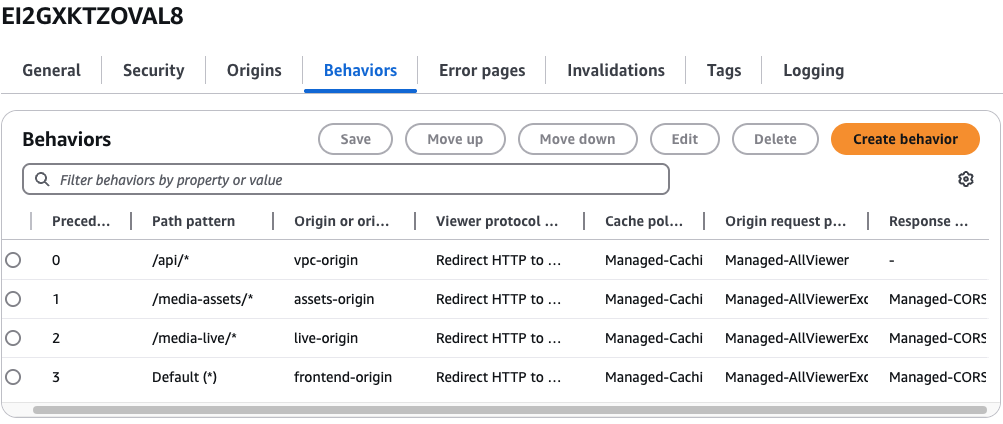 EI2GXKTZOVAL8
General Security Origins Behaviors Error pages Invalidations Tags Logging
Behaviors Save Move up Move down Edit Delete Create behavior
Filter behaviors by property or value
Preced... Path pattern Origin or ori... Viewer protocol ... Cache pol... Origin request p... Response ...
0 /api/* vpc-origin Redirect HTTP to ... Managed-Cachi Managed-AllViewer -
1 /media-assets/* assets-origin Redirect HTTP to ... Managed-Cachi Managed-AllViewerExc Managed-CORS
2 /media-live/* live-origin Redirect HTTP to ... Managed-Cachi Managed-AllViewerExc Managed-CORS
3 Default (*) frontend-origin Redirect HTTP to ... Managed-Cachi Managed-AllViewerExc Managed-CORS